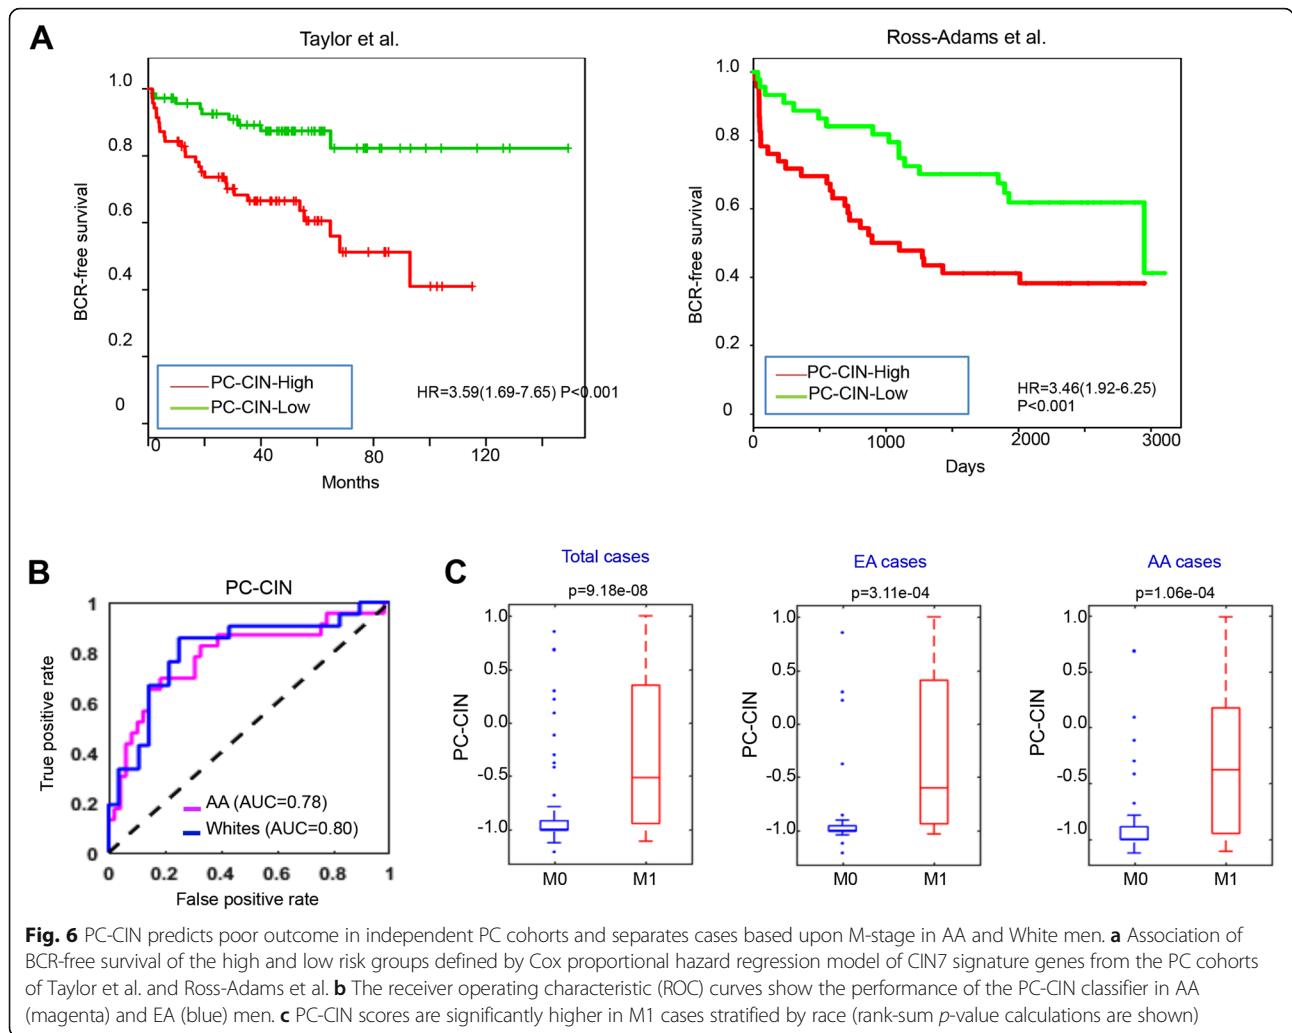 A
Taylor et al.
1.0
0.8
0.6
0.4
0.2
0
BCR-free survival
PC-CIN-High
PC-CIN-Low
HR=3.59(1.69-7.65) P<0.001
0 40 80 120
Months
Ross-Adams et al.
1.0
0.8
0.6
0.4
0.2
0
BCR-free survival
PC-CIN-High
PC-CIN-Low
HR=3.46(1.92-6.25)
P<0.001
0 1000 2000 3000
Days
B
PC-CIN
1
0.8
0.6
0.4
0.2
0
True positive rate
AA (AUC=0.78)
Whites (AUC=0.80)
0 0.2 0.4 0.6 0.8 1
False positive rate
C
Total cases
p=9.18e-08
1.0
0.5
0.0
-0.5
-1.0
PC-CIN
M0 M1
EA cases
p=3.11e-04
1.0
0.5
0.0
-0.5
-1.0
PC-CIN
M0 M1
AA cases
p=1.06e-04
1.0
0.5
0.0
-0.5
-1.0
PC-CIN
M0 M1
Fig. 6 PC-CIN predicts poor outcome in independent PC cohorts and separates cases based upon M-stage in AA and White men. a Association of
BCR-free survival of the high and low risk groups defined by Cox proportional hazard regression model of CIN7 signature genes from the PC cohorts
of Taylor et al. and Ross-Adams et al. b The receiver operating characteristic (ROC) curves show the performance of the PC-CIN classifier in AA
(magenta) and EA (blue) men. c PC-CIN scores are significantly higher in M1 cases stratified by race (rank-sum p-value calculations are shown)